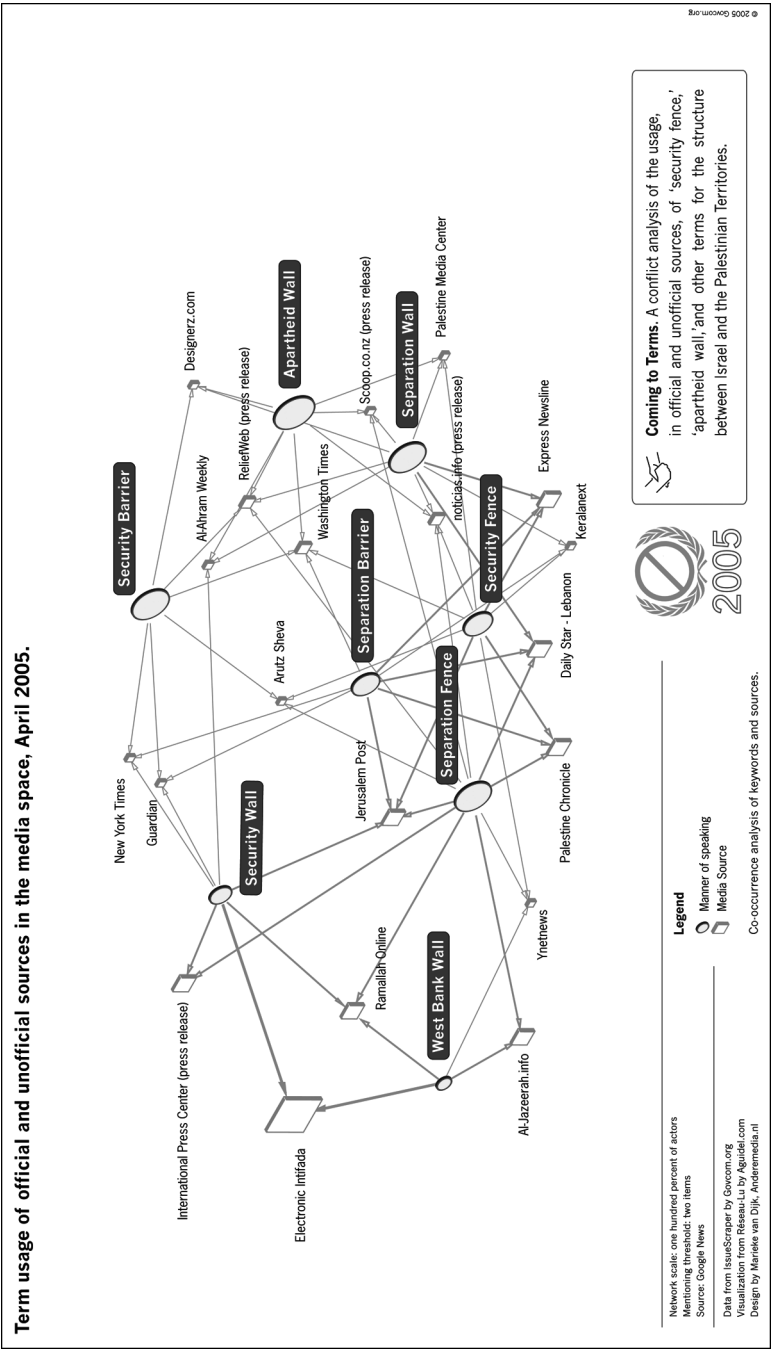 Term usage of official and unofficial sources in the media space, April 2005.
International Press Center (press release)
Electronic Intifada
New York Times
Guardian
Security Wall
Ramallah Online
West Bank Wall
Al-Jazeerah.info
Ynetnews
Jerusalem Post
Arutz Sheva
Separation Fence
Palestine Chronicle
Security Barrier
Al-Ahram Weekly
ReliefWeb (press release)
Washington Times
Separation Barrier
Security Fence
Daily Star - Lebanon
Keralanext
Express Newsline
noticias.info (press release)
Designerz.com
Apartheid Wall
Scoop.co.nz (press release)
Separation Wall
Palestine Media Center
Network scale: one hundred percent of actors
Mentioning threshold: two items
Source: Google News
Data from IssueScraper by Govcom.org
Visualization from Réseau-Lu by Aguidel.com
Design by Marieke van Dijk, Anderemedia.nl
Legend
Manner of speaking
Media Source
Co-occurrence analysis of keywords and sources.
2005
Coming to Terms. A conflict analysis of the usage,
in official and unofficial sources, of ‘security fence,’
‘apartheid wall,’and other terms for the structure
between Israel and the Palestinian Territories.
© 2005 Govcom.org